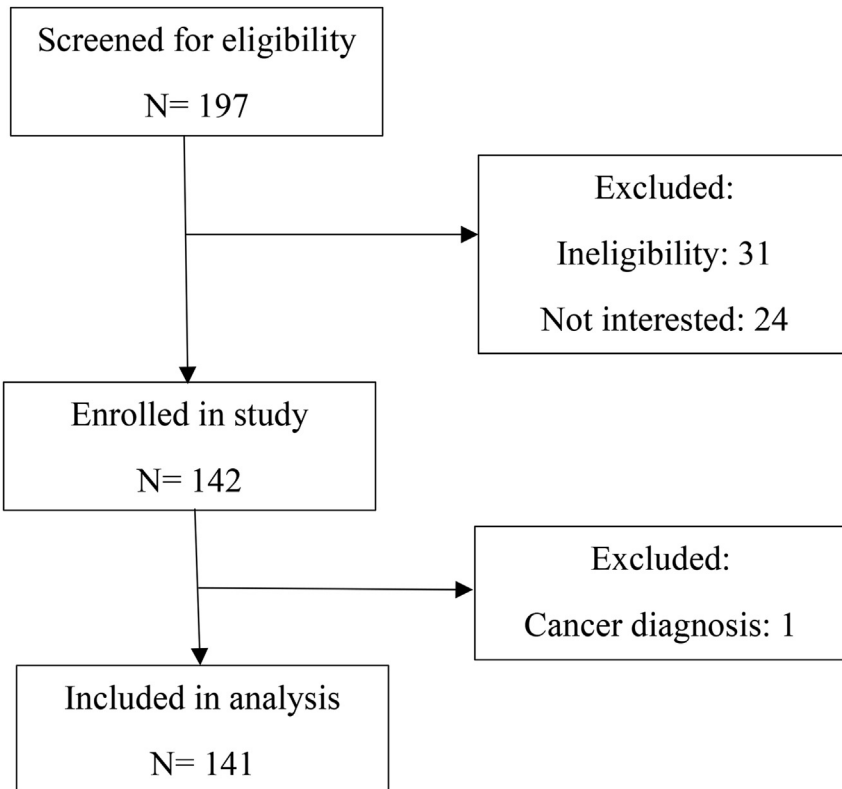 Screened for eligibility
N= 197
Excluded:
Ineligibility: 31
Not interested: 24
Enrolled in study
N= 142
Excluded:
Cancer diagnosis: 1
Included in analysis
N= 141